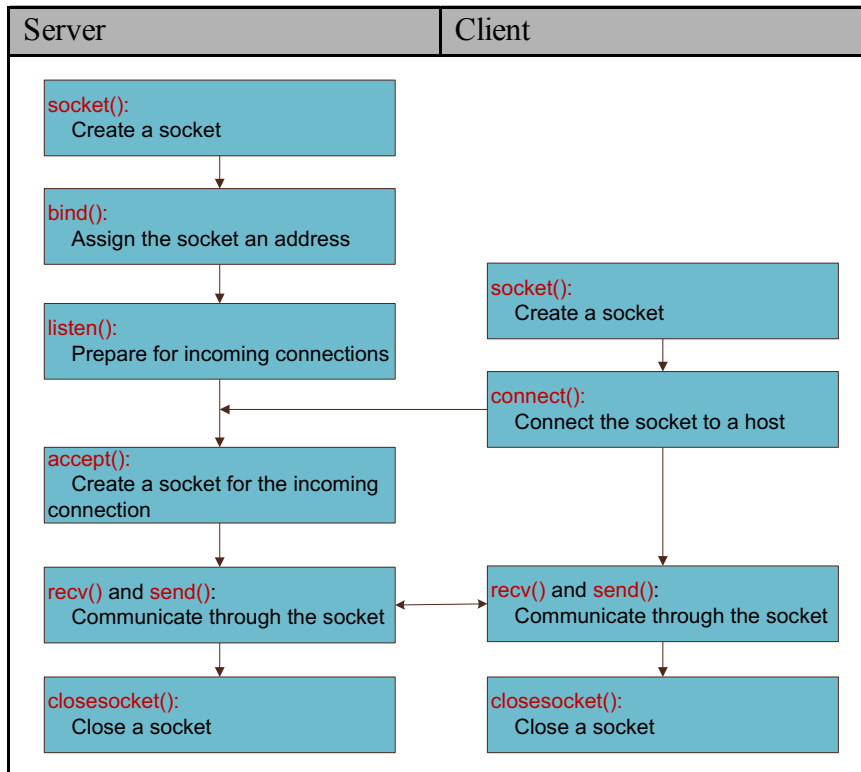 Server
Client
socket():
Create a socket
bind():
Assign the socket an address
listen():
Prepare for incoming connections
accept():
Create a socket for the incoming
connection
recv() and send():
Communicate through the socket
closesocket():
Close a socket
socket():
Create a socket
connect():
Connect the socket to a host
recv() and send():
Communicate through the socket
closesocket():
Close a socket